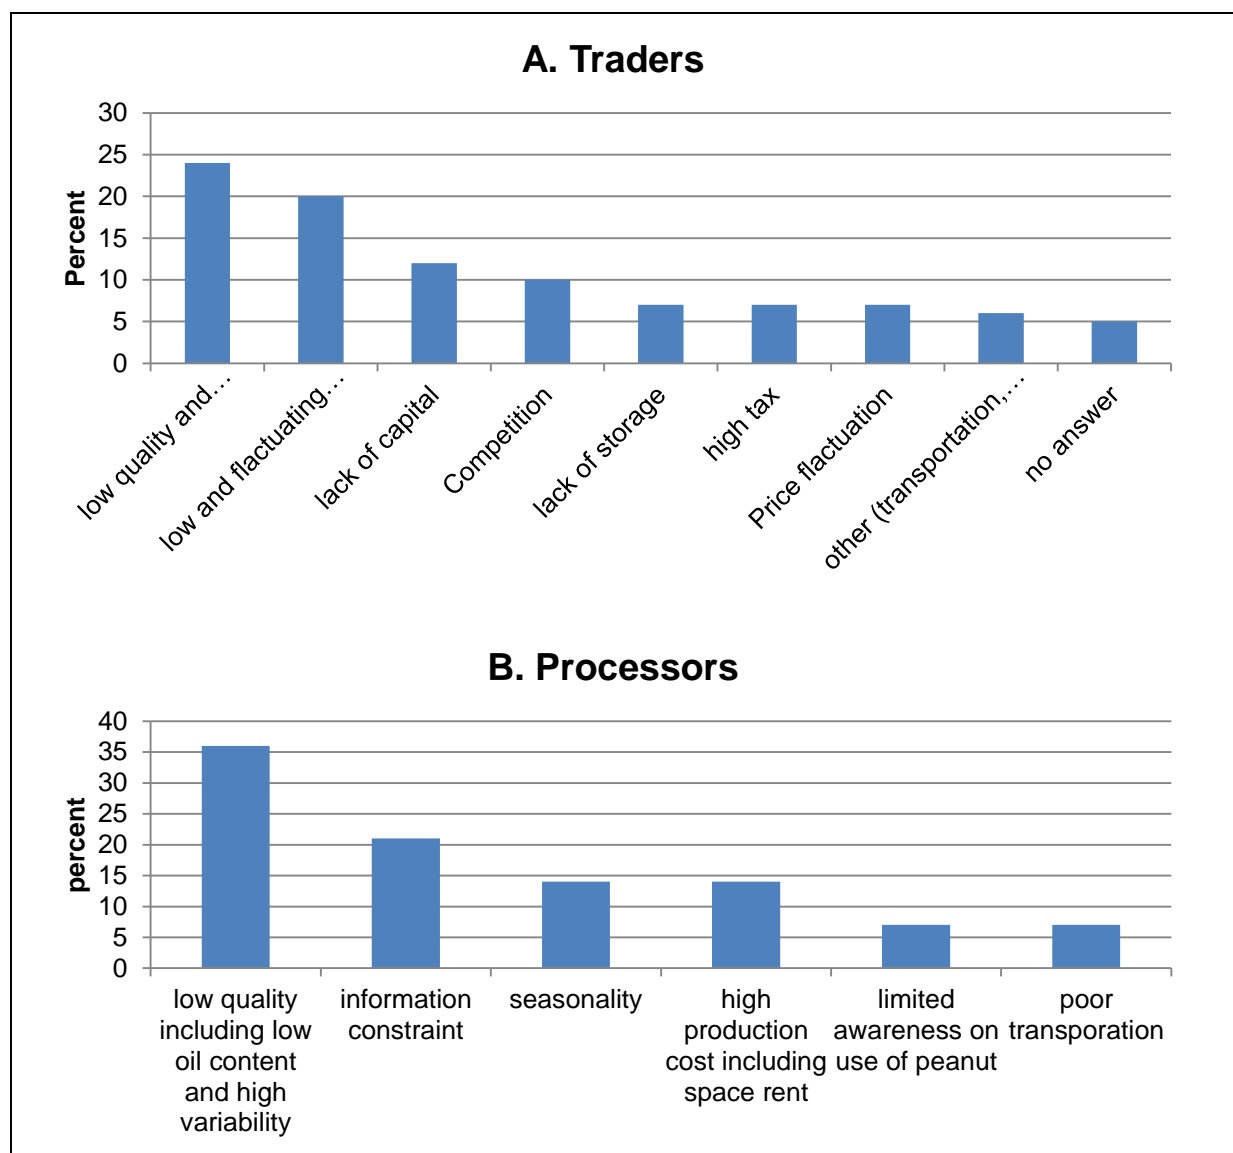 A. Traders
30
25
20
15
10
5
0
Percent
low quality and…
low and flactuating…
lack of capital
Competition
lack of storage
high tax
Price flactuation
other (transportation,…
no answer
B. Processors
40
35
30
25
20
15
10
5
0
percent
low quality
including low
oil content
and high
variability
information
constraint
seasonality
high
production
cost including
space rent
limited
awareness on
use of peanut
poor
transporation